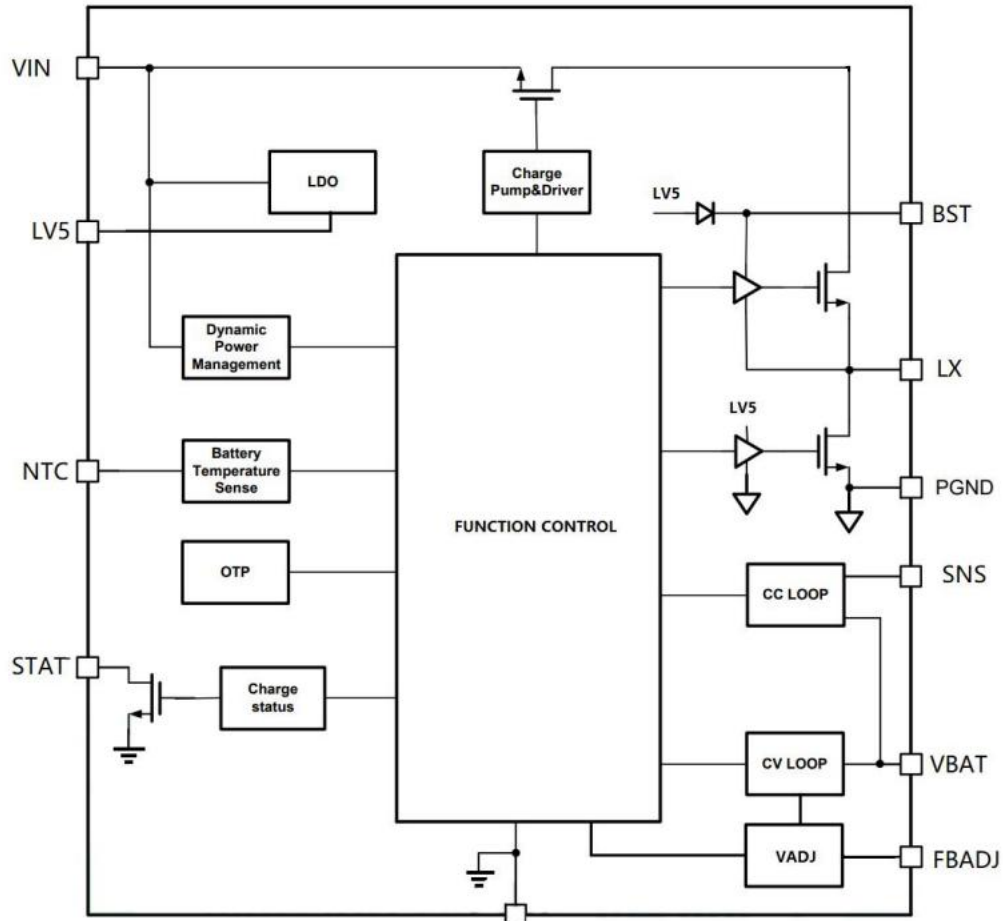 VIN
LDO
Charge
Pump&Driver
LV5
BST
LV5
Dynamic
Power
Management
LX
LV5
NTC
Battery
Temperature
Sense
PGND
FUNCTION CONTROL
OTP
SNS
CC LOOP
STAT
Charge
status
CV LOOP
VBAT
VADJ
FBADJ